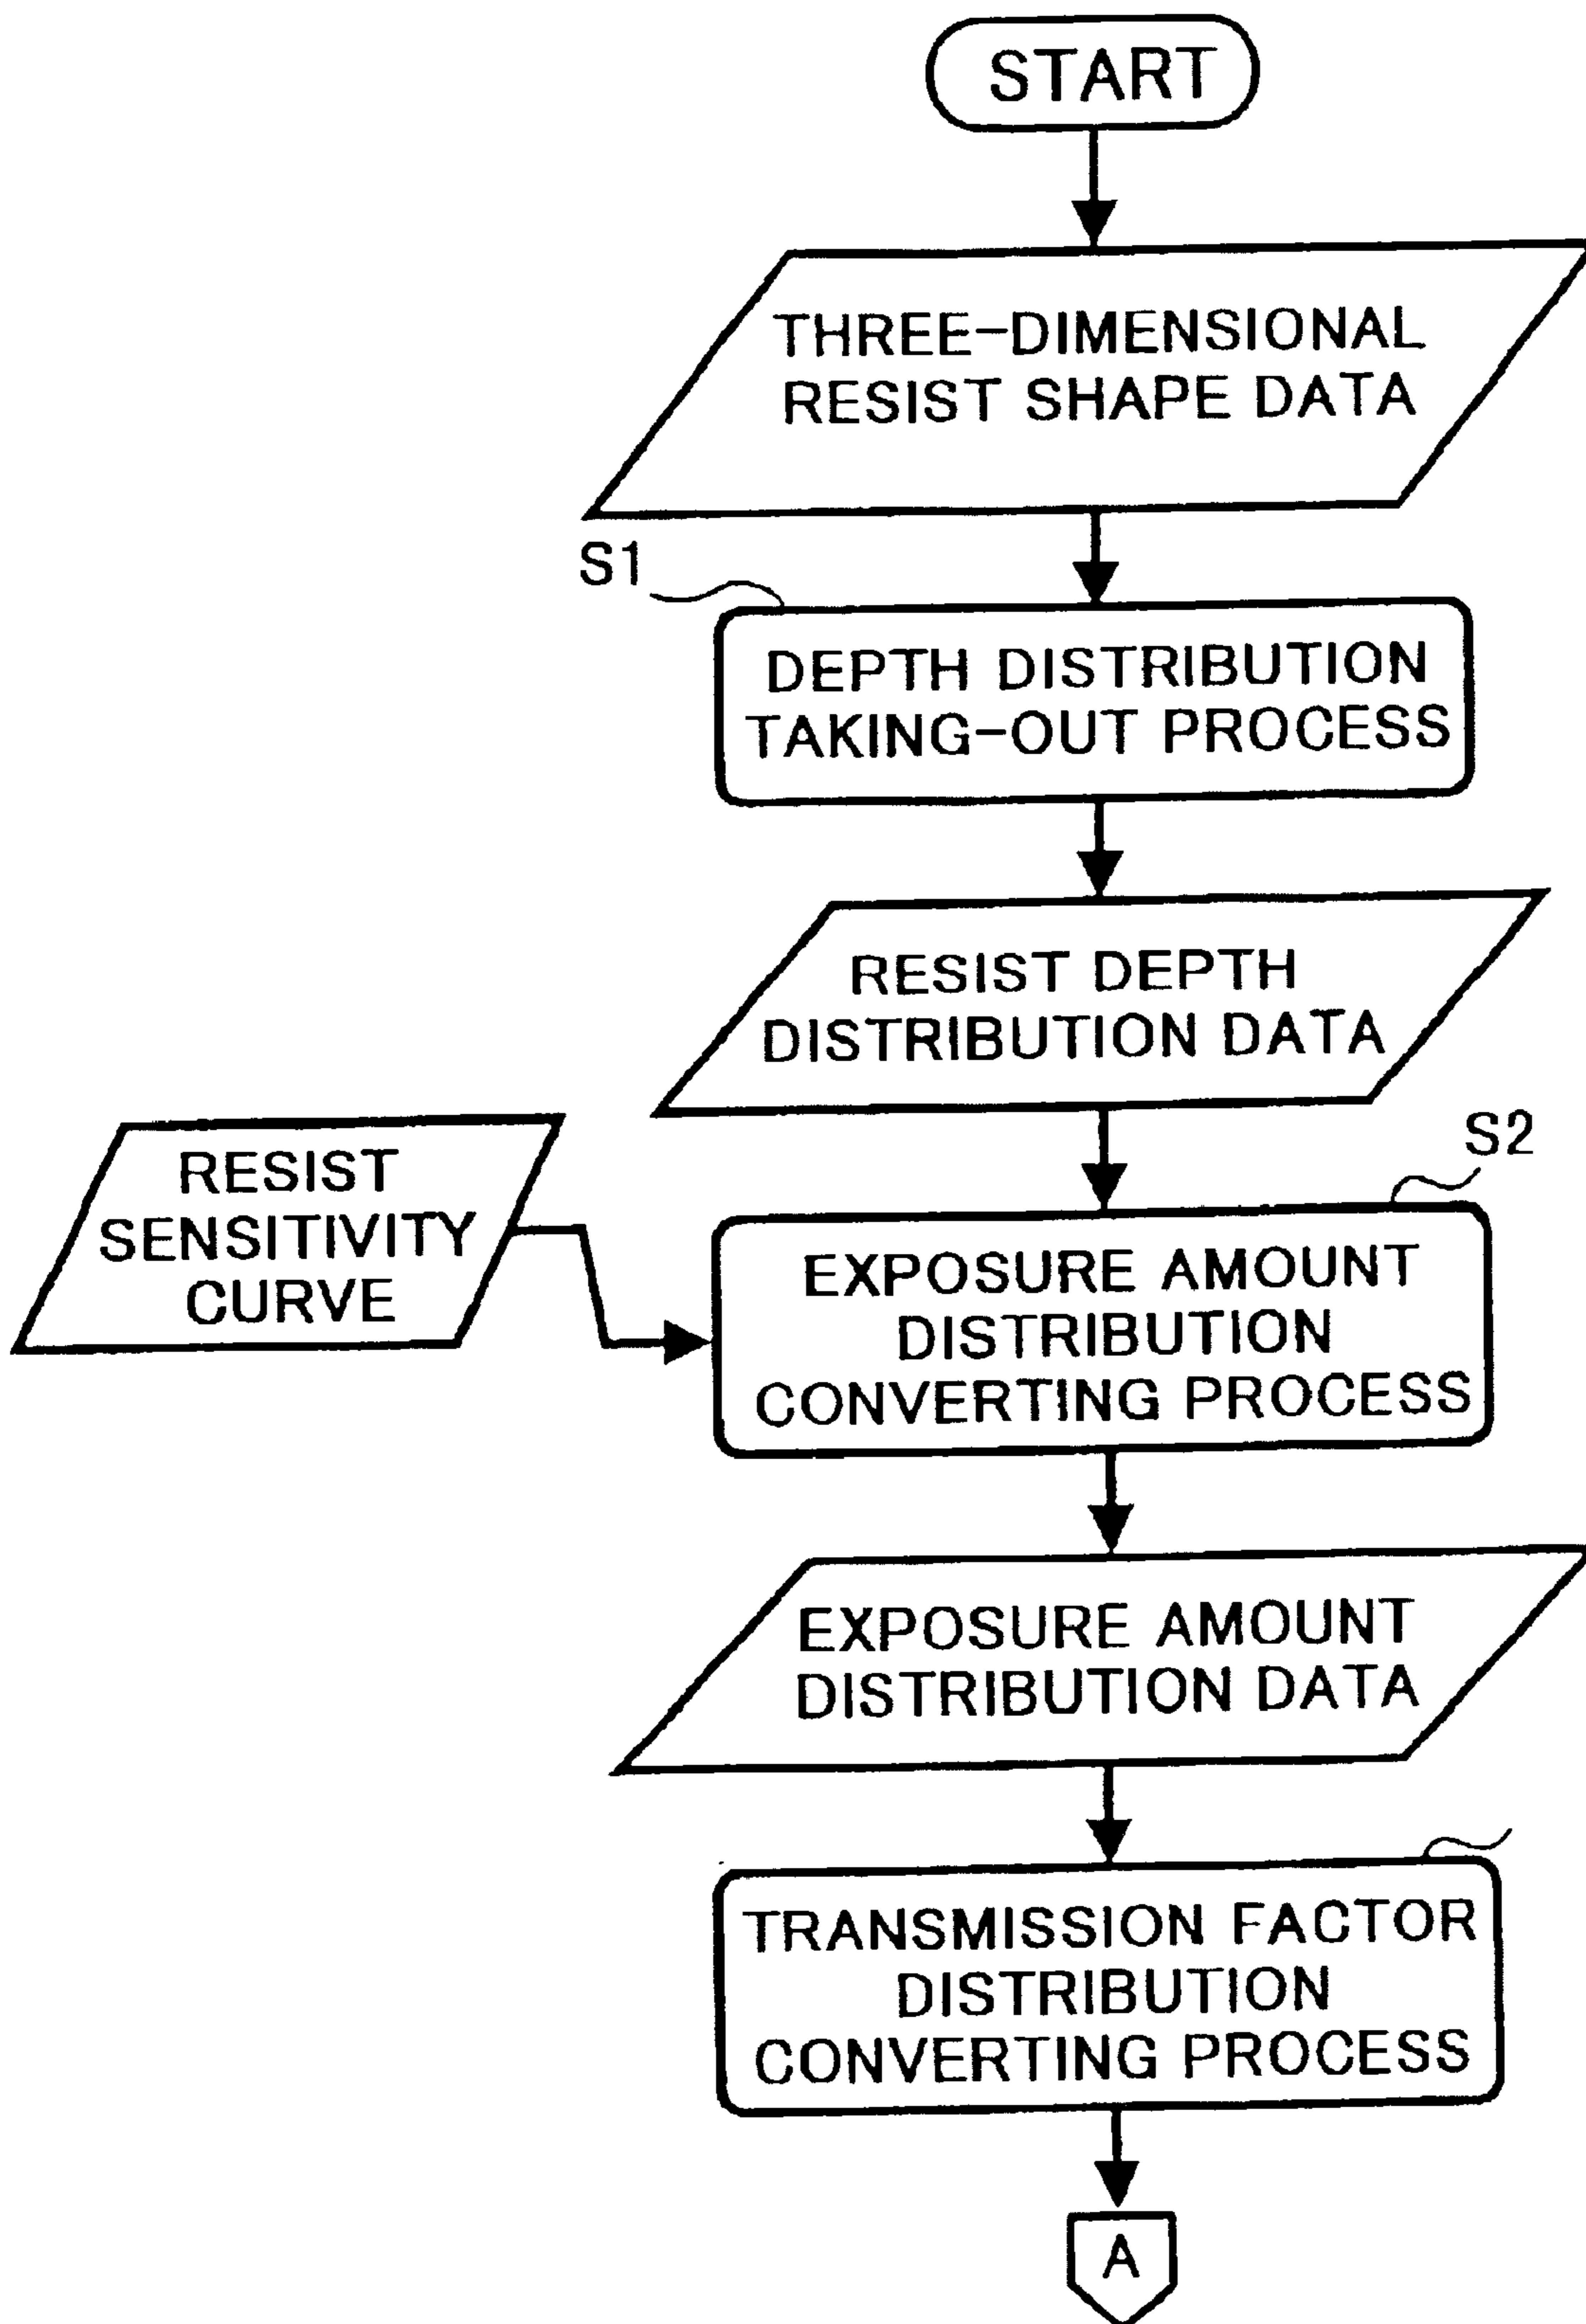 START
THREE-DIMENSIONAL
RESIST SHAPE DATA
S1
DEPTH DISTRIBUTION
TAKING-OUT PROCESS
RESIST DEPTH
DISTRIBUTION DATA
RESIST
SENSITIVITY
CURVE
S2
EXPOSURE AMOUNT
DISTRIBUTION
CONVERTING PROCESS
EXPOSURE AMOUNT
DISTRIBUTION DATA
TRANSMISSION FACTOR
DISTRIBUTION
CONVERTING PROCESS
A